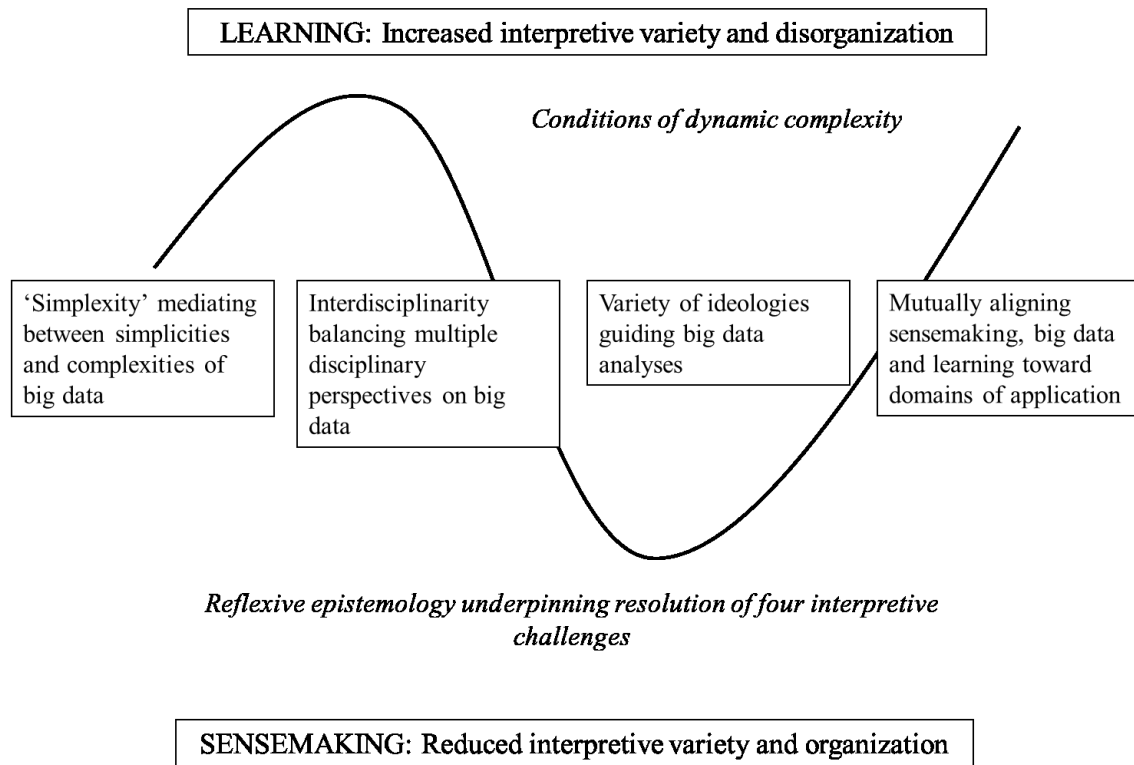 LEARNING: Increased interpretive variety and disorganization
Conditions of dynamic complexity
‘Simplexity’ mediating
between simplicities
and complexities of
big data
Interdisciplinarity
balancing multiple
disciplinary
perspectives on big
data
Variety of ideologies
guiding big data
analyses
Mutually aligning
sensemaking, big data
and learning toward
domains of application
Reflexive epistemology underpinning resolution of four interpretive
challenges
SENSEMAKING: Reduced interpretive variety and organization